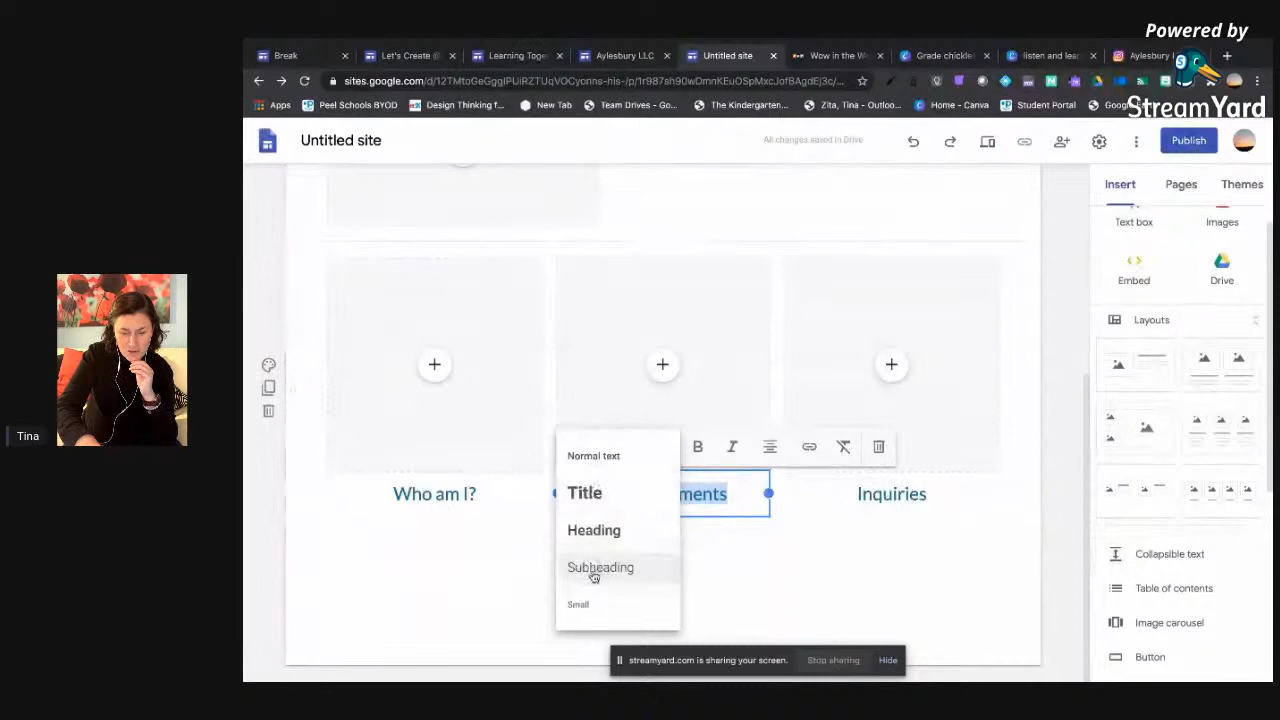 Powered by
StreamYard
Break
Let's Create @
Learning Toge
Aylesbury LLC
Untitled site
Wow in the W
Grade chickle
listen and lear
Aylesbury
Apps
Peel Schools BYOD
Design Thinking f...
New Tab
Team Drives - Go...
The Kindergarten...
Zita, Tina - Outloo...
Home - Canva
Student Portal
Untitled site
All changes saved in Drive
Publish
Insert
Pages
Themes
Text box
Images
Embed
Drive
Layouts
Normal text
Title
Heading
Subheading
Small
Who am I?
ments
Inquiries
Collapsible text
Table of contents
Image carousel
Button
streamyard.com is sharing your screen.
Stop sharing
Hide
Tina